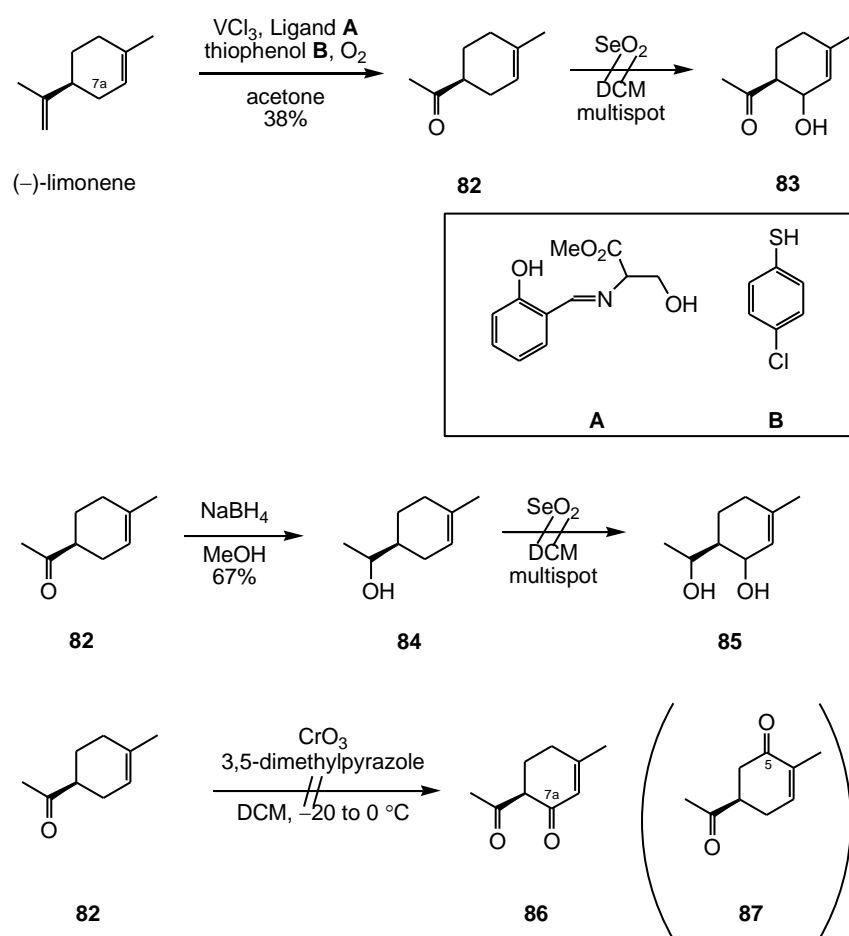 VCl3, Ligand A
thiophenol B, O2
acetone
38%
7a
(−)-limonene
O
82
SeO2
DCM
multispot
O
OH
83
OH
MeO2C
N
OH
A
SH
Cl
B
O
82
NaBH4
MeOH
67%
OH
84
SeO2
DCM
multispot
OH
OH
85
O
82
CrO3
3,5-dimethylpyrazole
DCM, −20 to 0 °C
7a
O
O
86
O
5
O
87